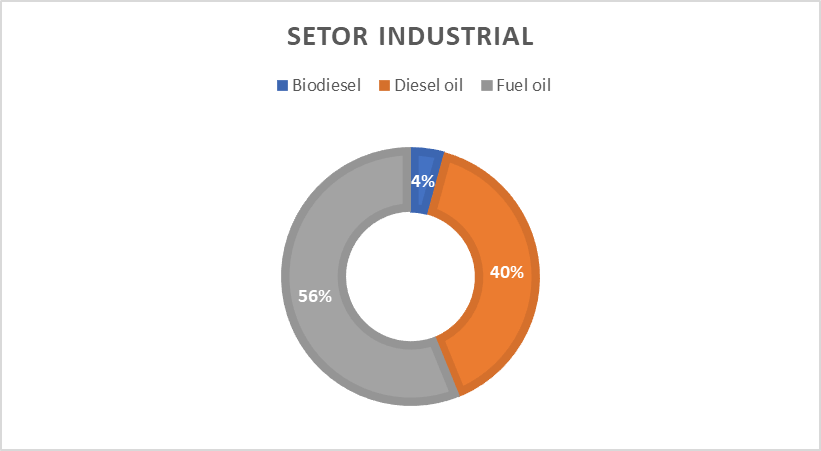 SETOR INDUSTRIAL
Biodiesel Diesel oil Fuel oil
4%
40%
56%